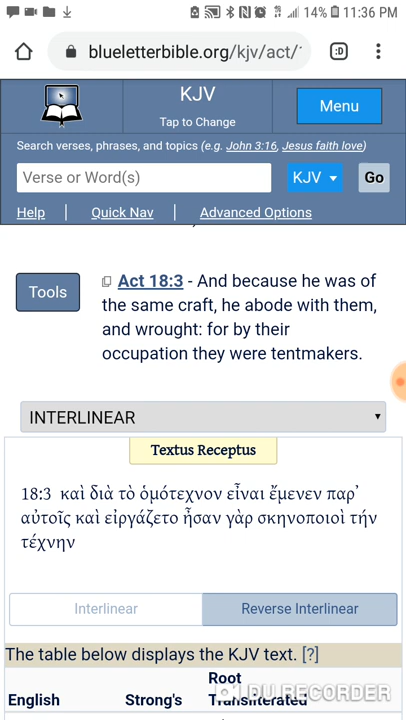 14% 11:36 PM
blueletterbible.org/kjv/act/
:D
KJV
Tap to Change
Menu
Search verses, phrases, and topics (e.g. John 3:16, Jesus faith love)
Verse or Word(s)
KJV
Go
Help | Quick Nav | Advanced Options
Tools
Act 18:3 - And because he was of
the same craft, he abode with them,
and wrought: for by their
occupation they were tentmakers.
INTERLINEAR
Textus Receptus
18:3 καὶ διὰ τὸ ὁμότεχνον εἶναι ἔμενεν παρ’
αὐτοῖς καὶ εἰργάζετο ἦσαν γὰρ σκηνοποιοὶ τήν
τέχνην
Interlinear
Reverse Interlinear
The table below displays the KJV text. [?]
English
Strong's
Root
Transliterated
DU RECORDER